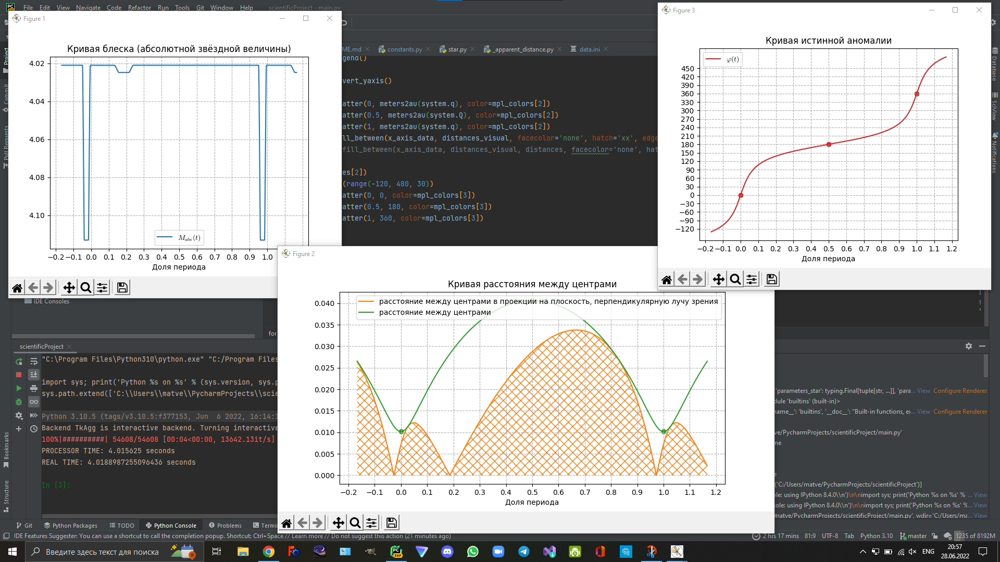 File Edit View Navigate Code Refactor Run Tools Git Window Help scientificProject - main.py
Figure 1
Кривая блеска (абсолютной звёздной величины)
4.02
4.04
4.06
4.08
4.10
M_abs(t)
−0.2 −0.1 0.0 0.1 0.2 0.3 0.4 0.5 0.6 0.7 0.8 0.9 1.0
Доля периода
ME.md constants.py star.py _apparent_distance.py data.ini
gend()
vert_yaxis()
atter(0, meters2au(system.q), color=mpl_colors[2])
atter(0.5, meters2au(system.Q), color=mpl_colors[2])
atter(1, meters2au(system.q), color=mpl_colors[2])
ll_between(x_axis_data, distances_visual, facecolor='none', hatch='xx', edge
fill_between(x_axis_data, distances_visual, distances, facecolor='none', hat
es[2])
(range(-120, 480, 30))
atter(0, 0, color=mpl_colors[3])
atter(0.5, 180, color=mpl_colors[3])
atter(1, 360, color=mpl_colors[3])
Figure 3
Кривая истинной аномалии
φ(t)
450
420
390
360
330
300
270
240
210
180
150
120
90
60
30
0
−30
−60
−90
−120
−0.2 −0.1 0.0 0.1 0.2 0.3 0.4 0.5 0.6 0.7 0.8 0.9 1.0 1.1 1.2
Доля периода
Figure 2
Кривая расстояния между центрами
расстояние между центрами в проекции на плоскость, перпендикулярную лучу зрения
расстояние между центрами
0.040
0.035
0.030
0.025
0.020
0.015
0.010
0.005
0.000
−0.2 −0.1 0.0 0.1 0.2 0.3 0.4 0.5 0.6 0.7 0.8 0.9 1.0 1.1 1.2
Доля периода
Project
Commit
Pull Requests
Bookmarks
Structure
Database
SciView
Notifications
IDE Consoles
for
scientificProject
"C:\Program Files\Python310\python.exe" "C:/Program Files
import sys; print('Python %s on %s' % (sys.version, sys.p
sys.path.extend(['C:\\Users\\matve\\PycharmProjects\\scie
Python 3.10.5 (tags/v3.10.5:f377153, Jun  6 2022, 16:14:1
Backend TkAgg is interactive backend. Turning interactive
100%|##########| 54608/54608 [00:04<00:00, 13642.13it/s]
PROCESSOR TIME: 4.015625 seconds
REAL TIME: 4.0188987255096436 seconds
In [3]:
{'parameters_star': typing.Final[tuple[str, ...]], 'para... View Configure Renderer
dule 'builtins' (built-in)>
name__': 'builtins', '__doc__': "Built-in functions, ex... View Configure Renderer
tve/PycharmProjects/scientificProject/main.py'
ne
e
('C:/Users/matve/PycharmProjects/scientificProject')]
sole: using IPython 8.4.0\\n')\n\nimport sys; print('Python %s on %s' % ... View
sole: using IPython 8.4.0\\n')\n\nimport sys; print('Python %s on %s' %... View
matve/PycharmProjects/scientificProject/main.py', wdir='C:/Users/ma... View
Git Python Packages TODO Python Console Problems Termi
IDE Features Suggester: You can use a shortcut to call the completion popup. Shortcut: Ctrl+Space // Learn more // Do not suggest this action (21 minutes ago)
2 hrs 17 mins 81:9 UTF-8 Tab Python 3.10 master 1235 of 8192M
Введите здесь текст для поиска
ENG
20:57
28.06.2022